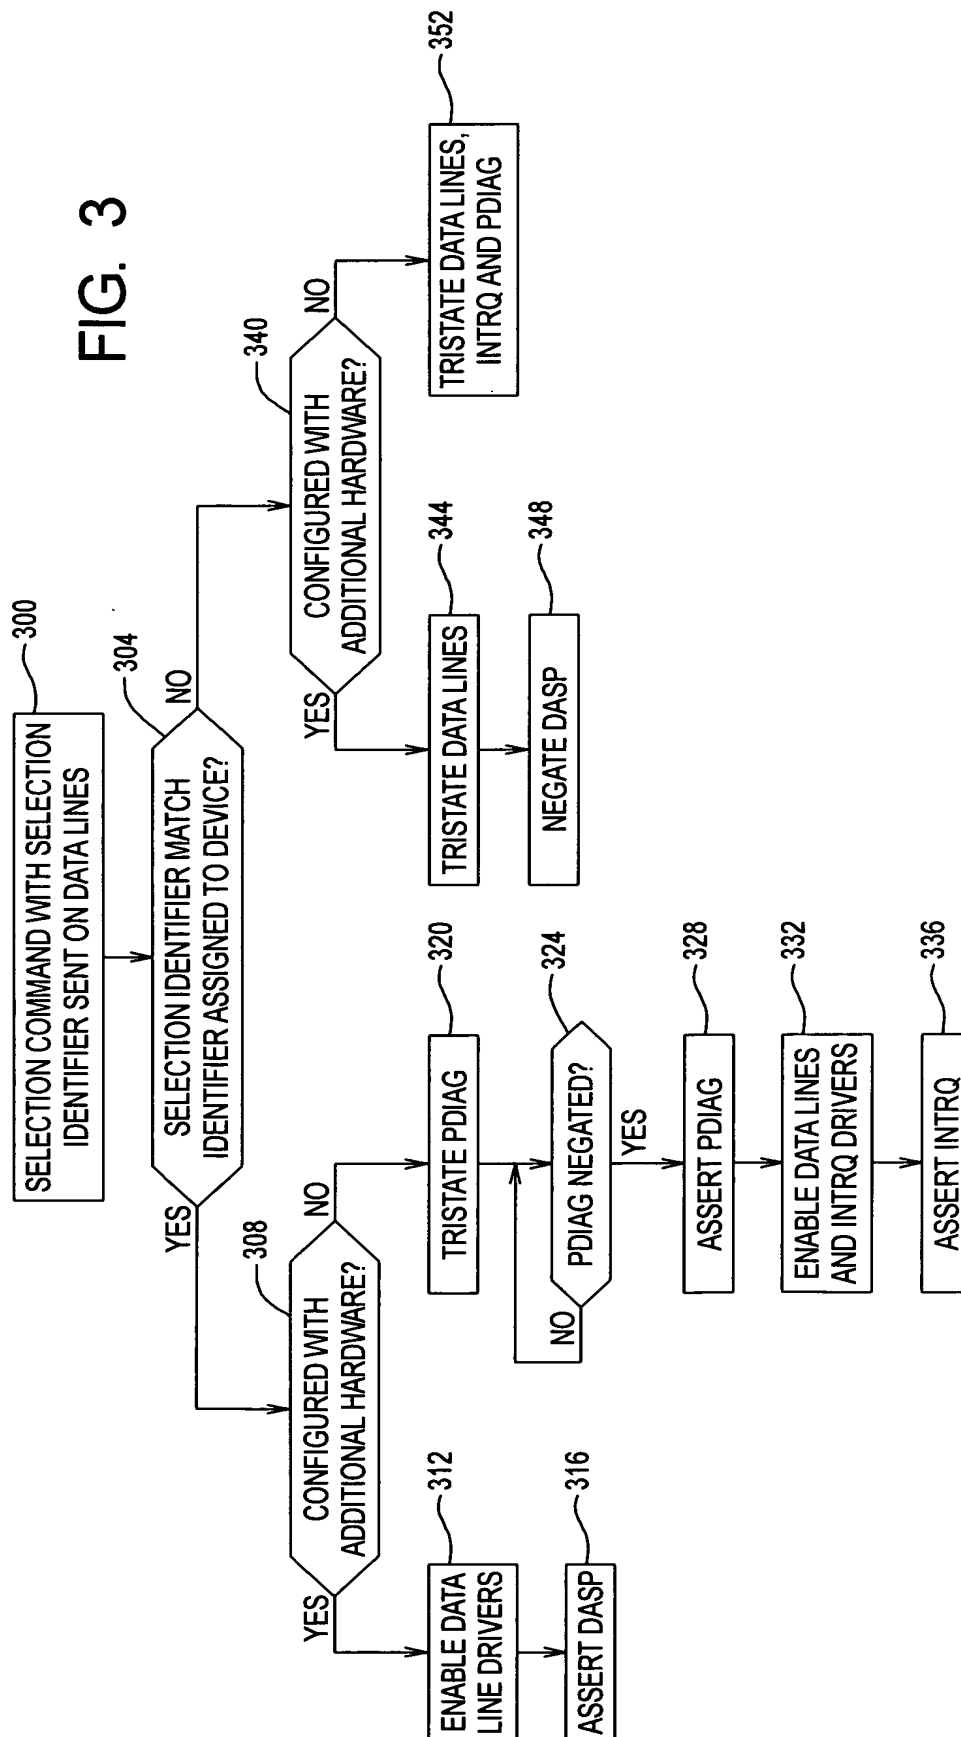 FIG. 3
SELECTION COMMAND WITH SELECTION
IDENTIFIER SENT ON DATA LINES
300
SELECTION IDENTIFIER MATCH
IDENTIFIER ASSIGNED TO DEVICE?
304
YES
NO
CONFIGURED WITH
ADDITIONAL HARDWARE?
308
YES
NO
ENABLE DATA
LINE DRIVERS
312
ASSERT DASP
316
TRISTATE PDIAG
320
PDIAG NEGATED?
324
NO
YES
ASSERT PDIAG
328
ENABLE DATA LINES
AND INTRQ DRIVERS
332
ASSERT INTRQ
336
CONFIGURED WITH
ADDITIONAL HARDWARE?
340
YES
NO
TRISTATE DATA LINES
344
NEGATE DASP
348
TRISTATE DATA LINES,
INTRQ AND PDIAG
352